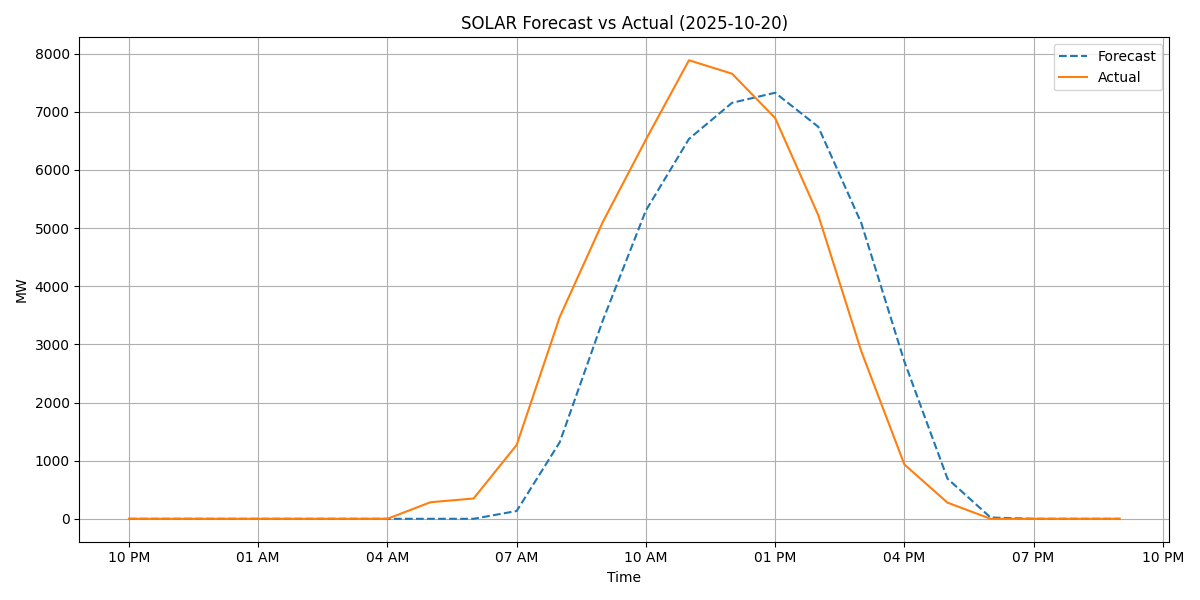 SOLAR Forecast vs Actual (2025-10-20)
Forecast
Actual
8000
7000
6000
5000
4000
3000
2000
1000
0
MW
10 PM 01 AM 04 AM 07 AM 10 AM 01 PM 04 PM 07 PM 10 PM
Time